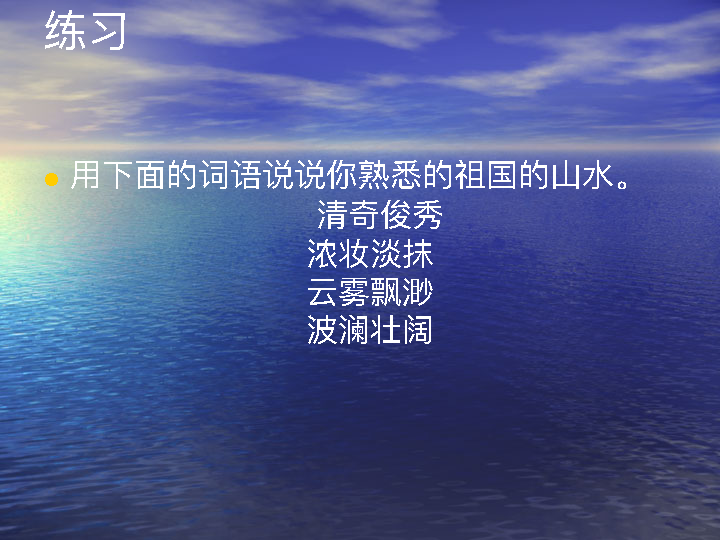 练习
用下面的词语说说你熟悉的祖国的山水。
清奇俊秀
浓妆淡抹
云雾飘渺
波澜壮阔